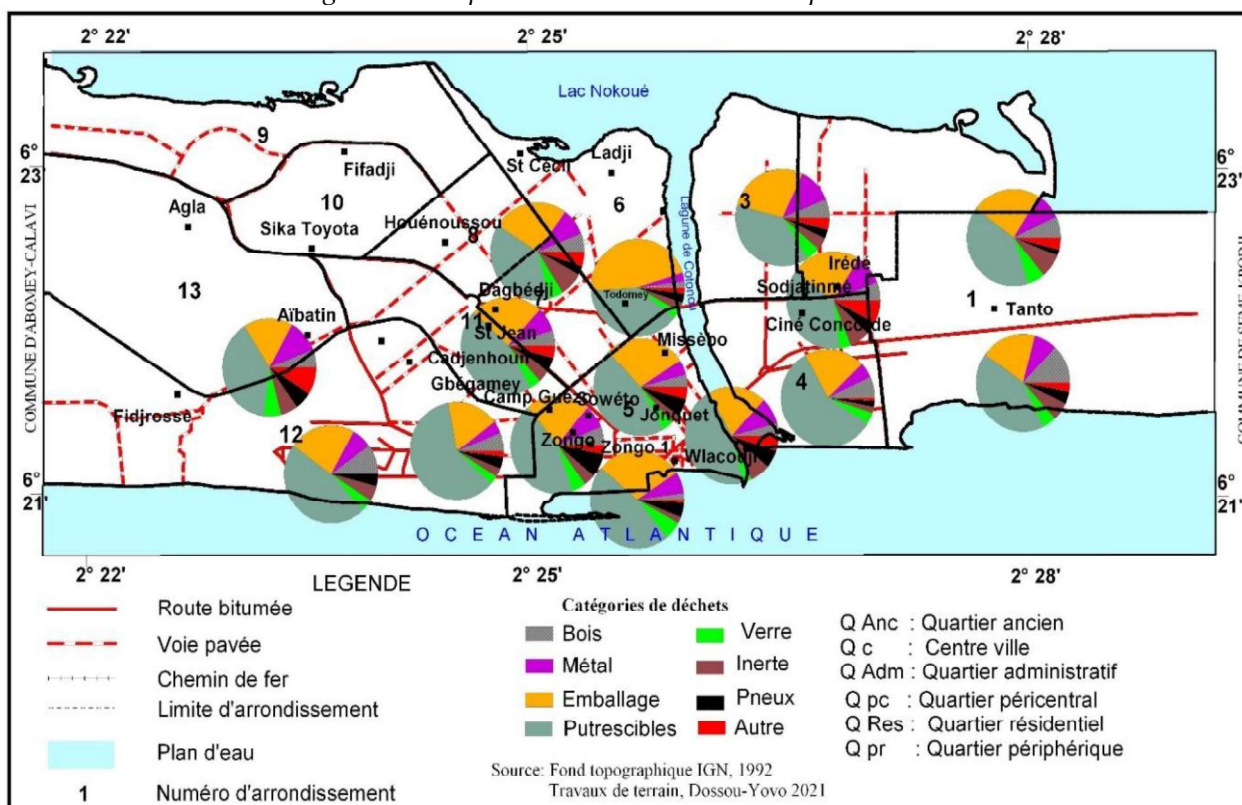 2° 22'
2° 25'
2° 28'
Lac Nokoué
6°
23'
6°
23'
9
Fifadji
St Cécil
Ladji
Agla
10
6
3
Sika Toyota
Houénoussou
8
Lagune de Cotonou
COMMUNE D'ABOMEY-CALAVI
13
Dagbédji
Todomey
Irédé
Sodjatinmè
1
Tanto
Aïbatin
11
St Jean
Ciné Concorde
Missèbo
Cadjenhoun
Gbégamey
4
Fidjrossè
Camp Guézo
Sowéto
5
Jonquet
12
Zongo
Zongo 1
Wlacodji
6°
21'
6°
21'
OCEAN ATLANTIQUE
2° 22'
2° 25'
2° 28'
LEGENDE
Route bitumée
Voie pavée
Chemin de fer
Limite d'arrondissement
Plan d'eau
1 Numéro d'arrondissement
Catégories de déchets
Bois
Métal
Emballage
Putrescibles
Verre
Inerte
Pneux
Autre
Source: Fond topographique IGN, 1992
Travaux de terrain, Dossou-Yovo 2021
Q Anc : Quartier ancien
Q c : Centre ville
Q Adm : Quartier administratif
Q pc : Quartier péricentral
Q Res : Quartier résidentiel
Q pr : Quartier périphérique